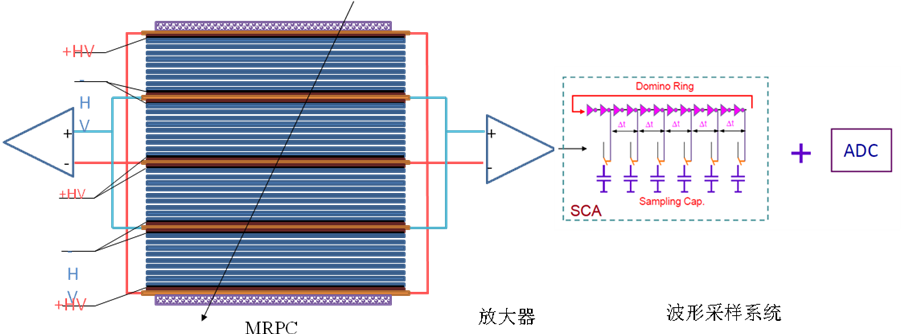 +HV
-
H
V
+
-
+HV
-
H
V
+HV
MRPC
+
-
放大器
Domino Ring
Δt Δt Δt Δt Δt
Sampling Cap.
SCA
+
ADC
波形采样系统